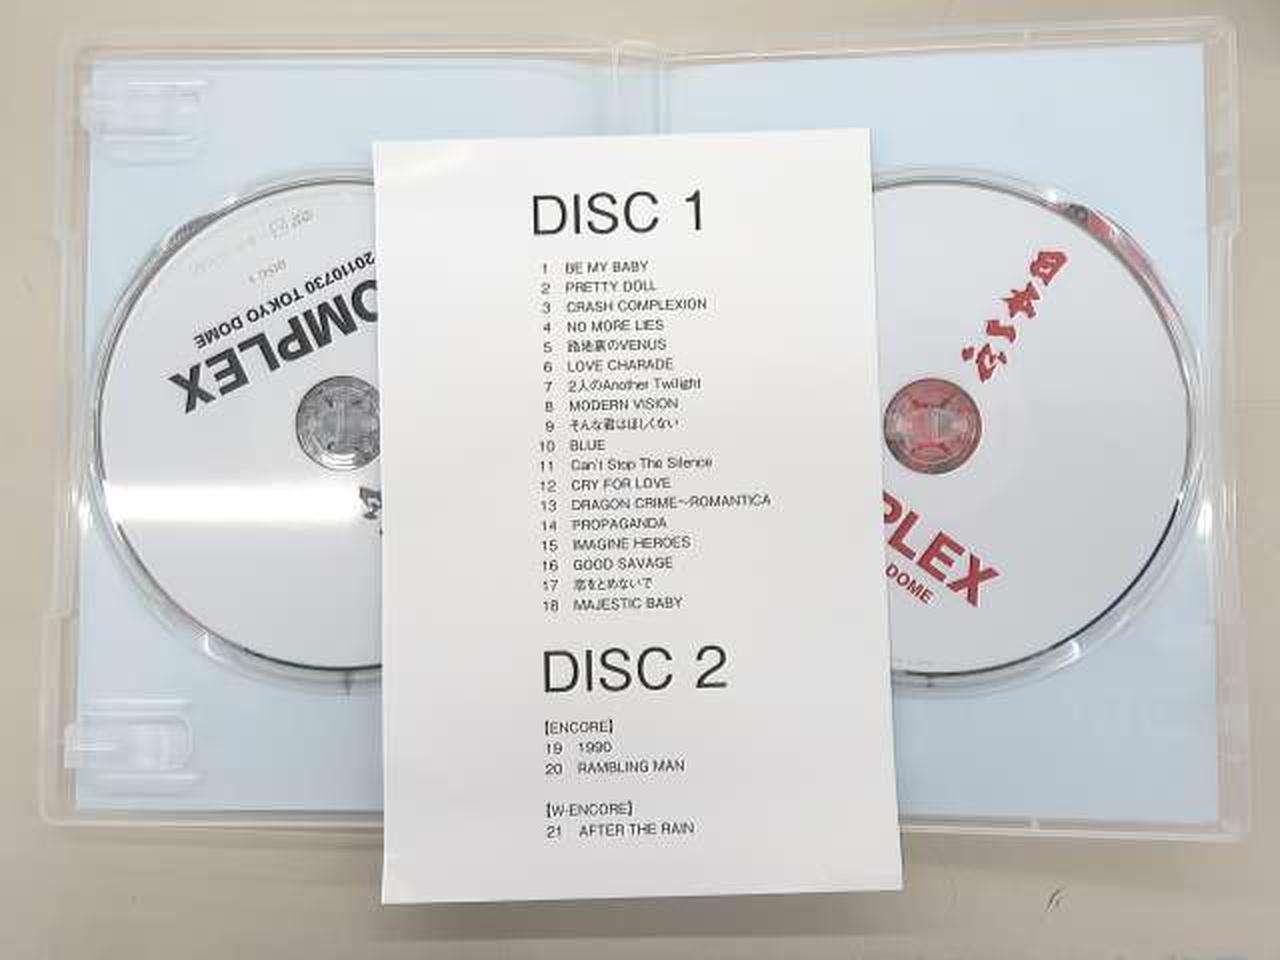 DISC 1
1 BE MY BABY
2 PRETTY DOLL
3 CRASH COMPLEXION
4 NO MORE LIES
5 路地裏のVENUS
6 LOVE CHARADE
7 2人のAnother Twilight
8 MODERN VISION
9 そんな君はほしくない
10 BLUE
11 Can't Stop The Silence
12 CRY FOR LOVE
13 DRAGON CRIME〜ROMANTICA
14 PROPAGANDA
15 IMAGINE HEROES
16 GOOD SAVAGE
17 恋をとめないで
18 MAJESTIC BABY
DISC 2
【ENCORE】
19 1990
20 RAMBLING MAN
【W-ENCORE】
21 AFTER THE RAIN
OMPLEX
20110730 TOKYO DOME
DISC 1
日本一心
PLEX
DOME